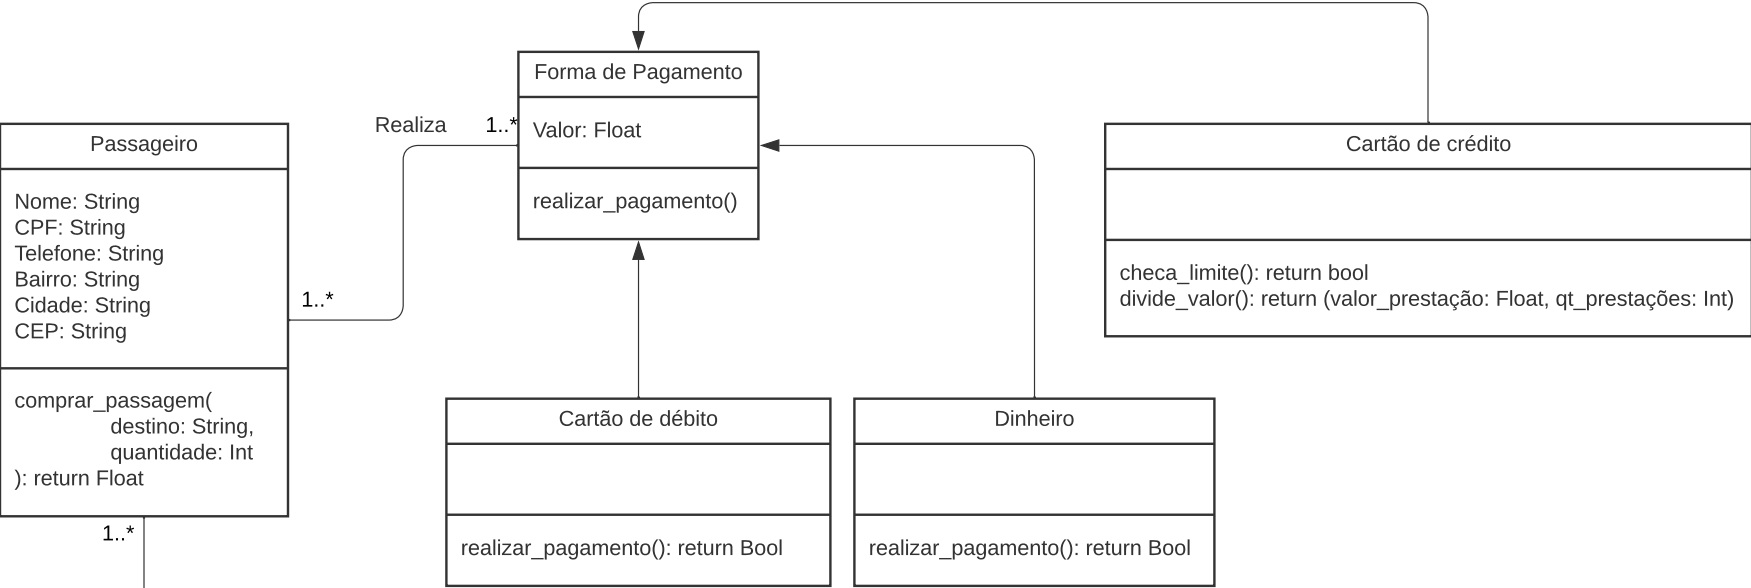 Passageiro
Nome: String
CPF: String
Telefone: String
Bairro: String
Cidade: String
CEP: String
comprar_passagem(
destino: String,
quantidade: Int
): return Float
1..*
1..*
Realiza
1..*
Forma de Pagamento
Valor: Float
realizar_pagamento()
Cartão de crédito
checa_limite(): return bool
divide_valor(): return (valor_prestação: Float, qt_prestações: Int)
Cartão de débito
realizar_pagamento(): return Bool
Dinheiro
realizar_pagamento(): return Bool